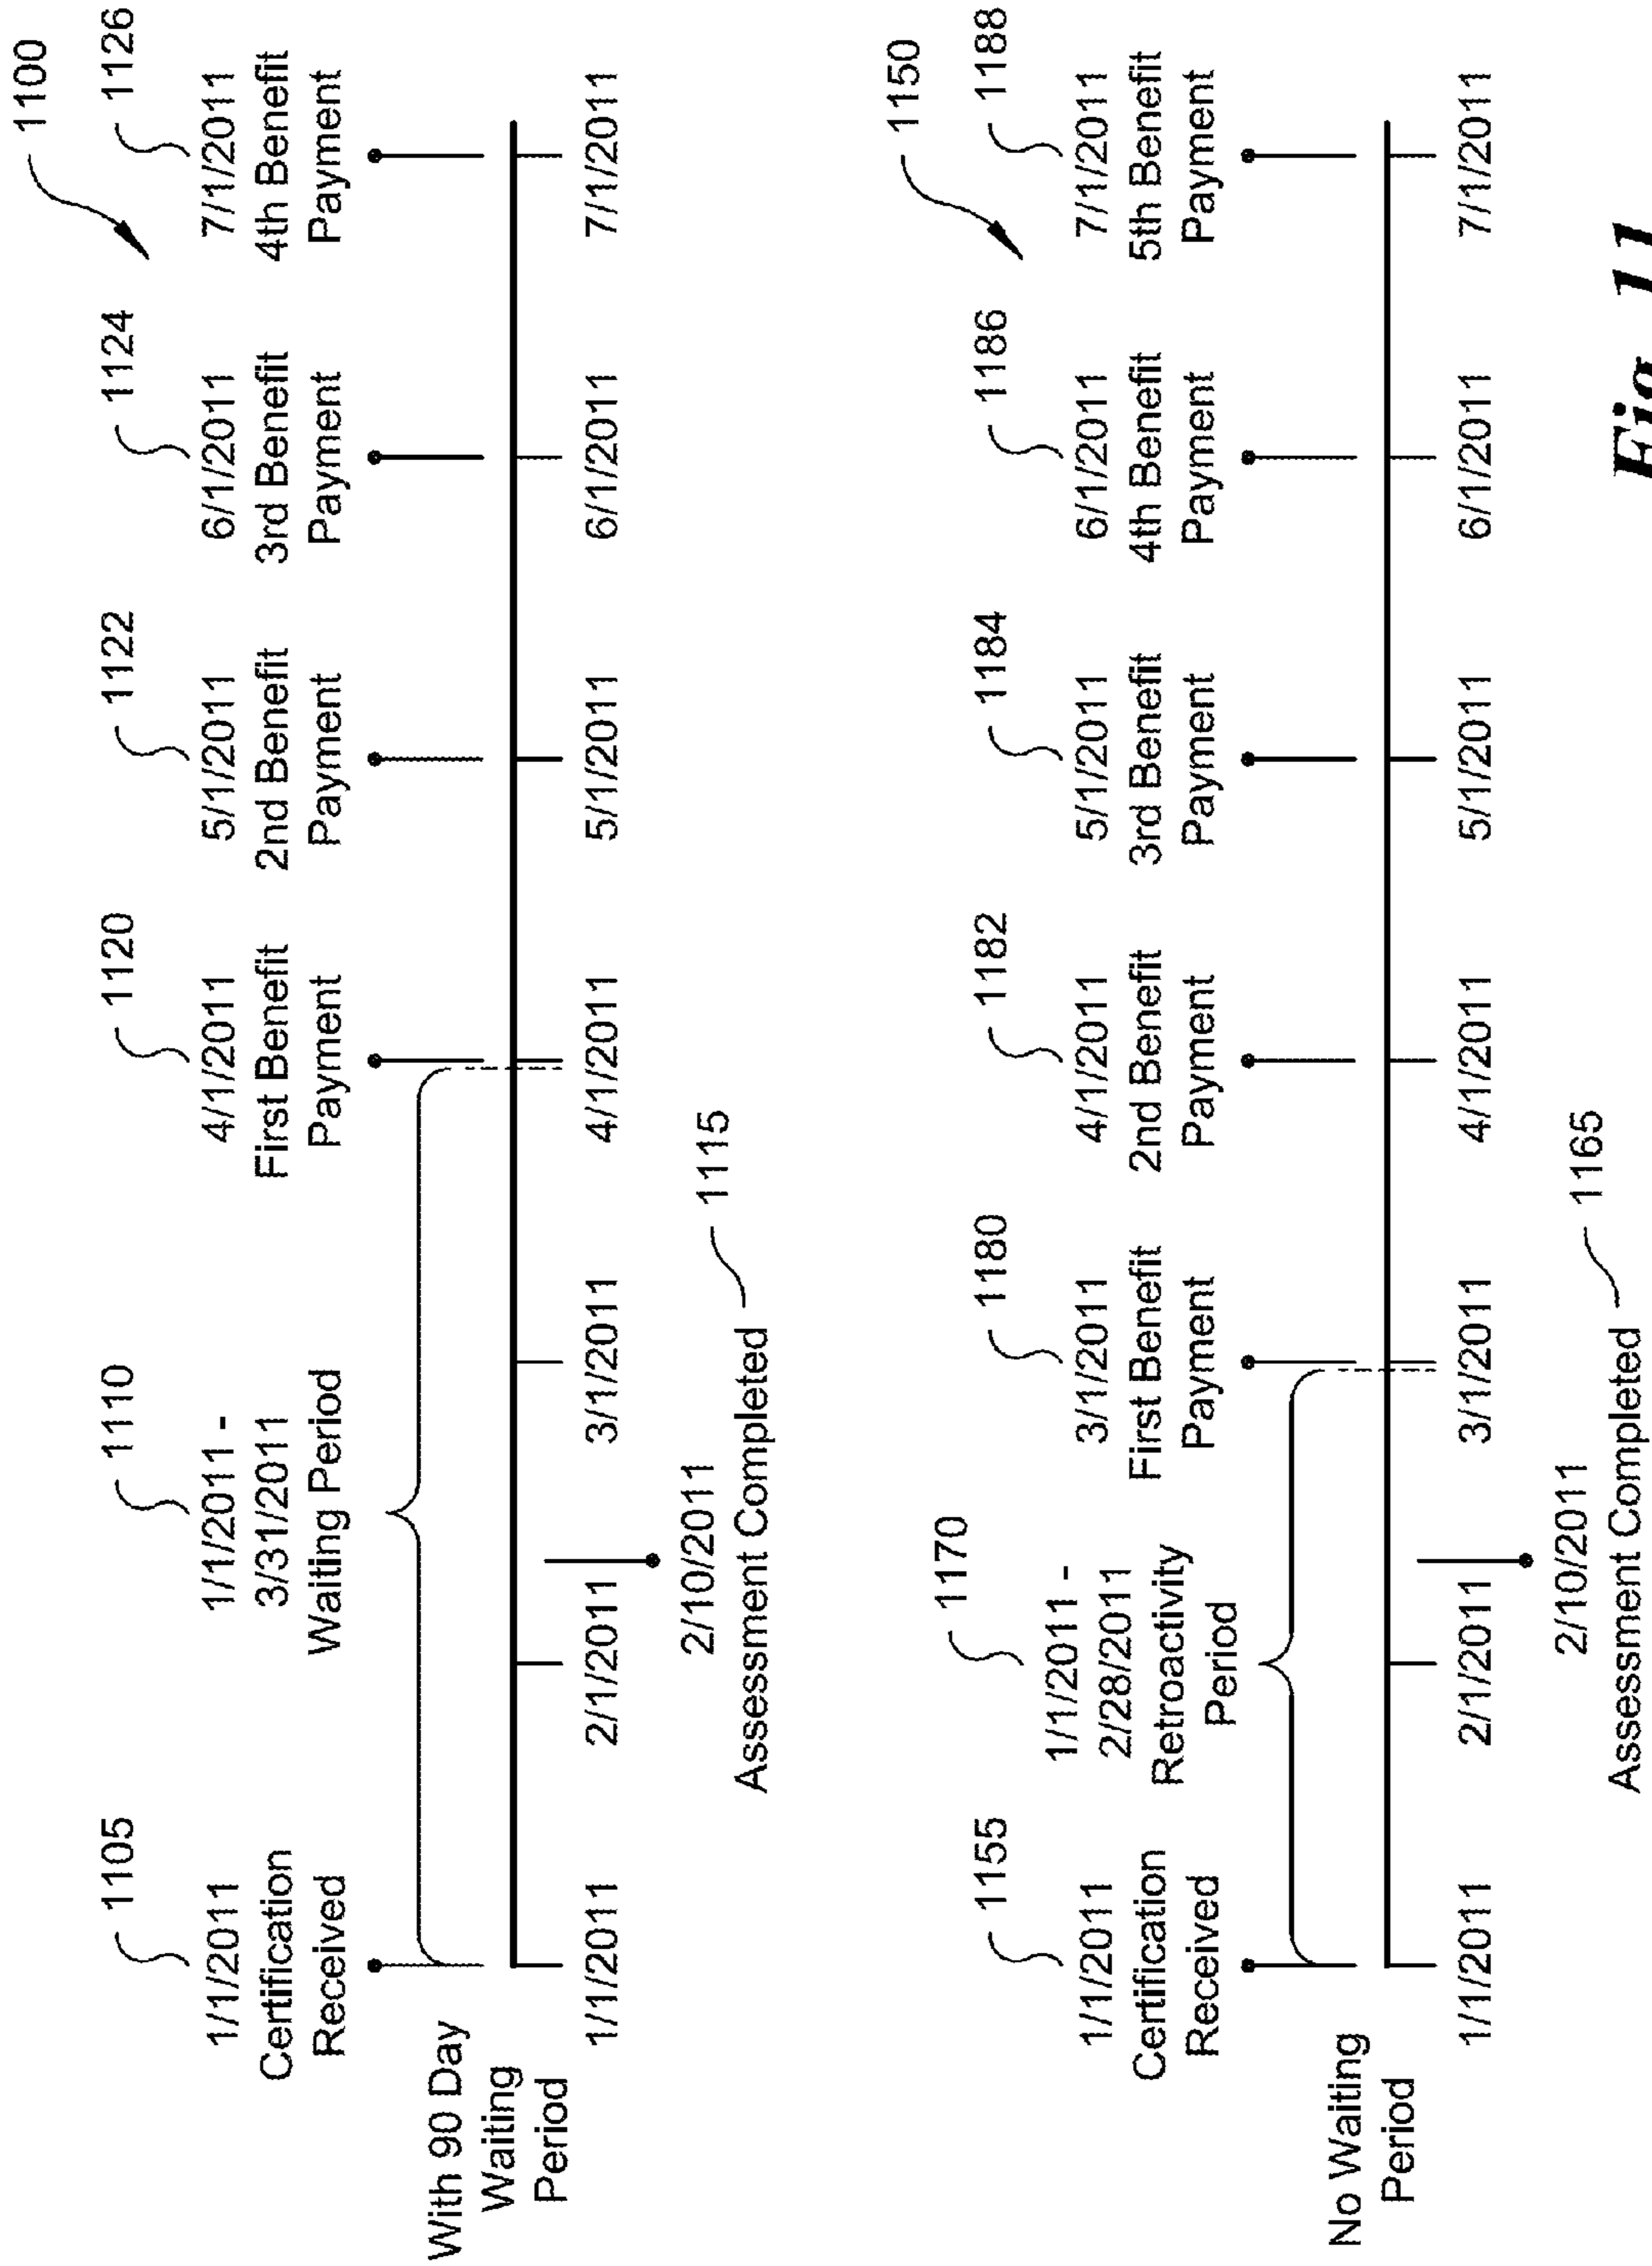 1100
1105
1/1/2011
Certification
Received
1110
1/1/2011 -
3/31/2011
Waiting Period
1120
4/1/2011
First Benefit
Payment
1122
5/1/2011
2nd Benefit
Payment
1124
6/1/2011
3rd Benefit
Payment
1126
7/1/2011
4th Benefit
Payment
With 90 Day
Waiting
Period
1/1/2011
2/1/2011
3/1/2011
4/1/2011
5/1/2011
6/1/2011
7/1/2011
2/10/2011
Assessment Completed
1115
1150
1155
1/1/2011
Certification
Received
1170
1/1/2011 -
2/28/2011
Retroactivity
Period
1180
3/1/2011
First Benefit
Payment
1182
4/1/2011
2nd Benefit
Payment
1184
5/1/2011
3rd Benefit
Payment
1186
6/1/2011
4th Benefit
Payment
1188
7/1/2011
5th Benefit
Payment
No Waiting
Period
1/1/2011
2/1/2011
3/1/2011
4/1/2011
5/1/2011
6/1/2011
7/1/2011
2/10/2011
Assessment Completed
1165
Fig. 11